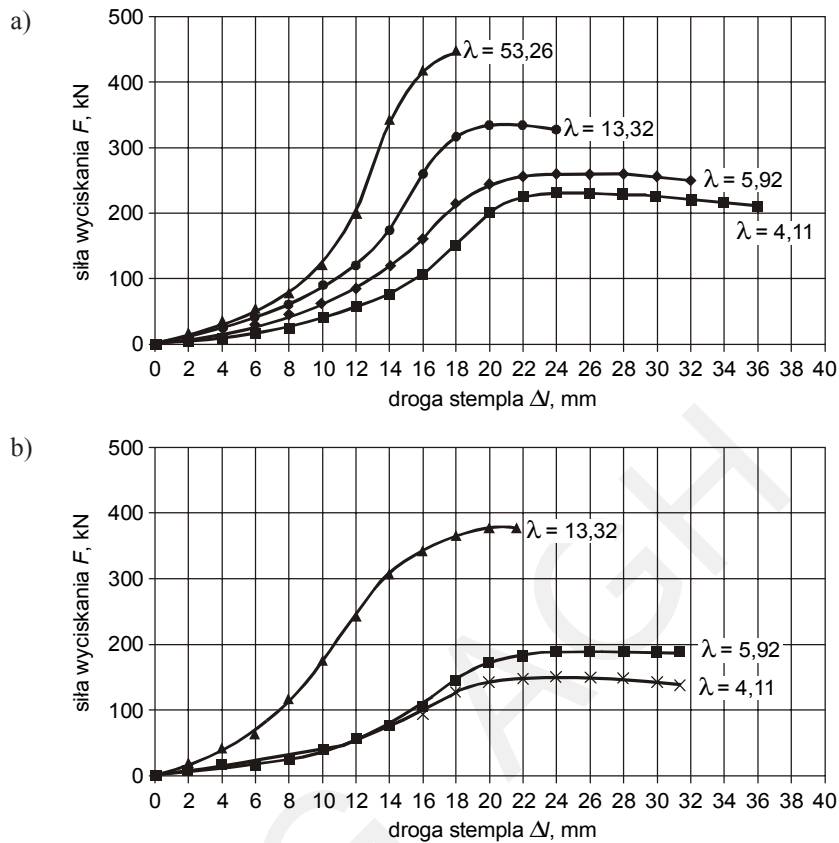 a)
500
400
300
200
100
0
siła wyciskania F, kN
λ = 53,26
λ = 13,32
λ = 5,92
λ = 4,11
0 2 4 6 8 10 12 14 16 18 20 22 24 26 28 30 32 34 36 38 40
droga stempla Δl, mm
b)
500
400
300
200
100
0
siła wyciskania F, kN
λ = 13,32
λ = 5,92
λ = 4,11
0 2 4 6 8 10 12 14 16 18 20 22 24 26 28 30 32 34 36 38 40
droga stempla Δl, mm
AGH